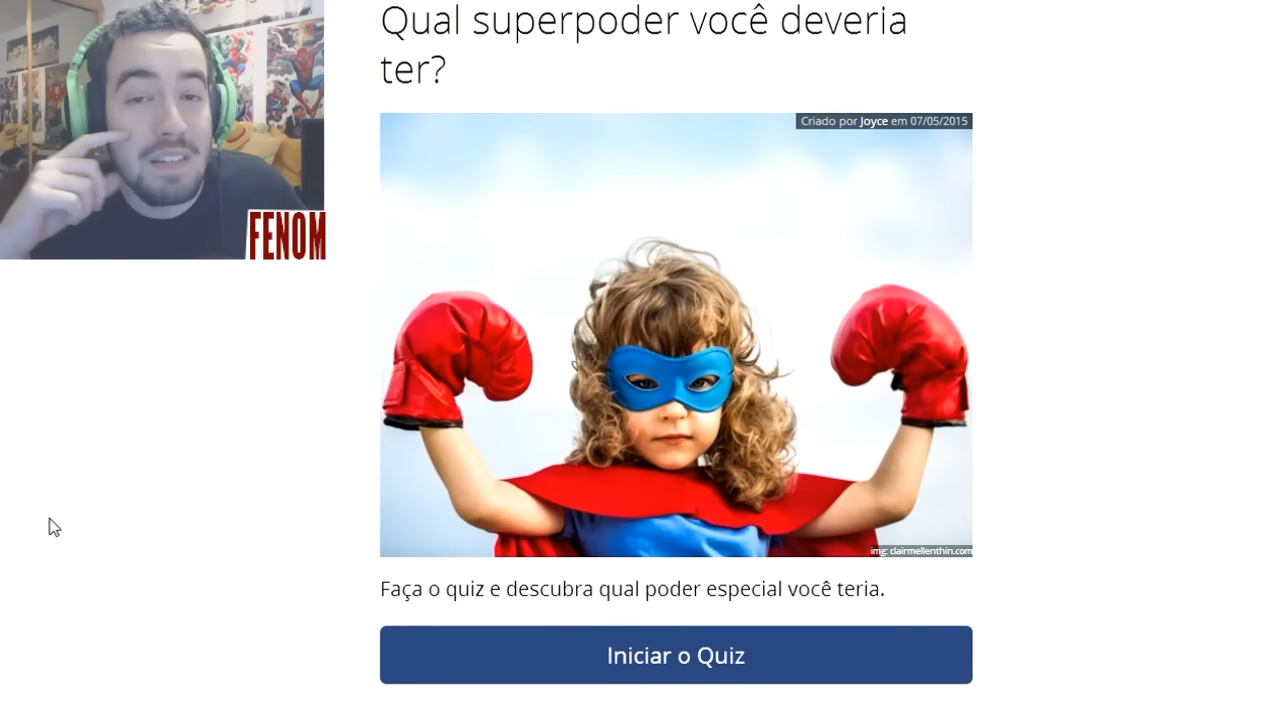 Qual superpoder você deveria
ter?
Criado por Joyce em 07/05/2015
FENOM
img: clairmellenthin.com
Faça o quiz e descubra qual poder especial você teria.
Iniciar o Quiz